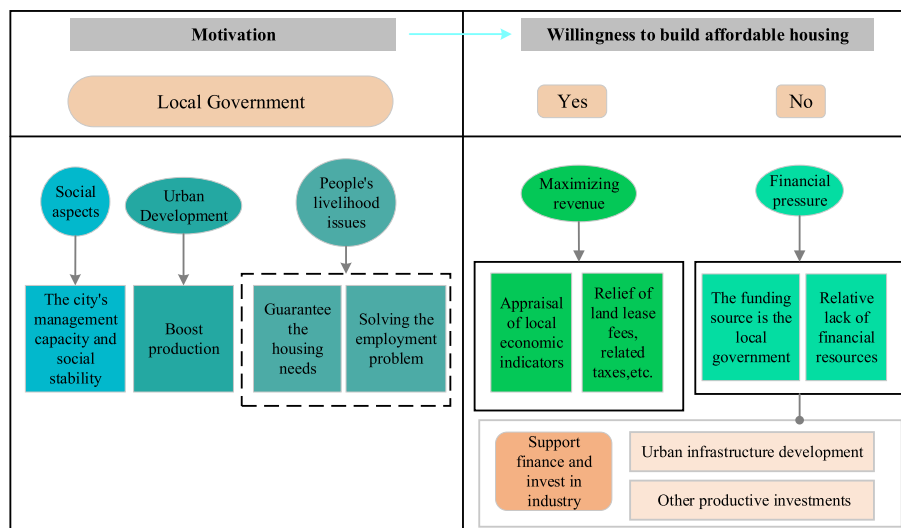 Motivation
Willingness to build affordable housing
Local Government
Yes
No
Social
aspects
Urban
Development
People's
livelihood
issues
Maximizing
revenue
Financial
pressure
The city's
management
capacity and
social
stability
Boost
production
Guarantee
the
housing
needs
Solving the
employment
problem
Appraisal
of local
economic
indicators
Relief of
land lease
fees,
related
taxes,etc.
The funding
source is the
local
government
Relative
lack of
financial
resources
Support
finance and
invest in
industry
Urban infrastructure development
Other productive investments